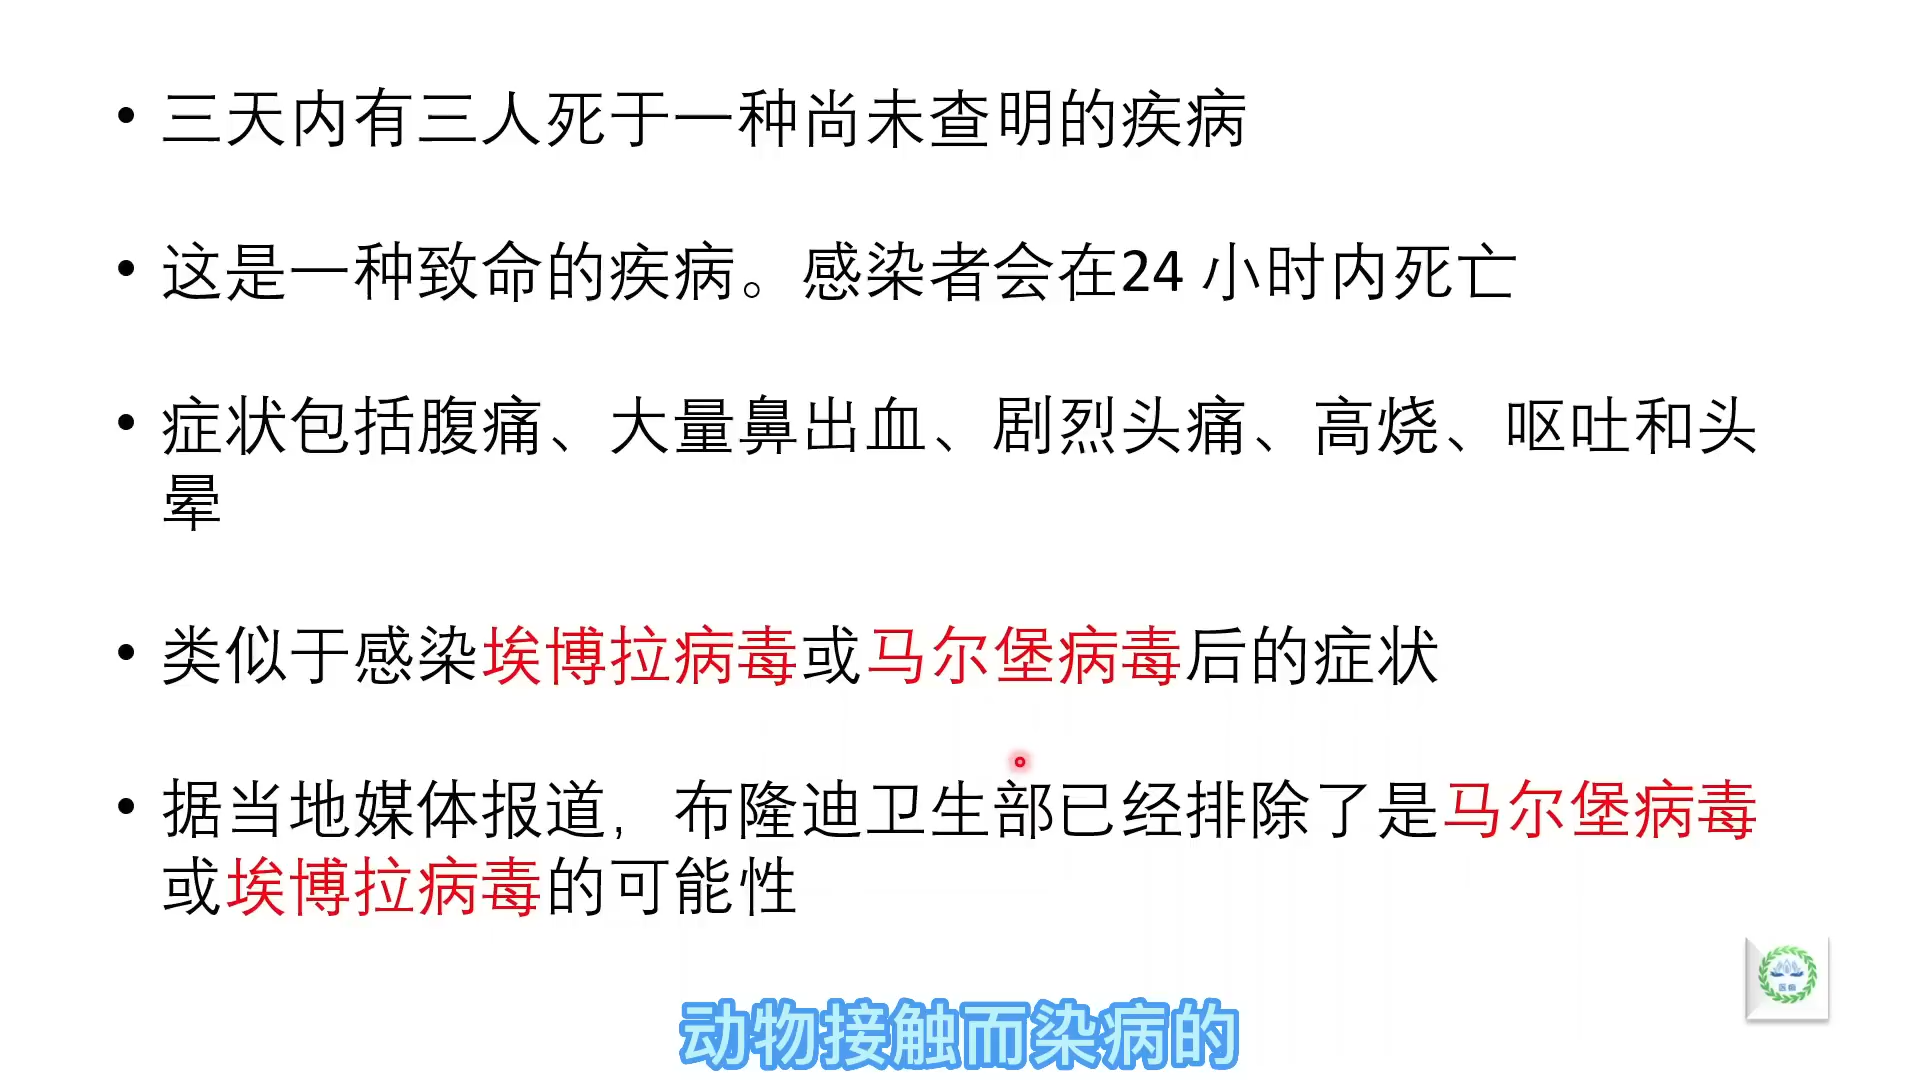 • 三天内有三人死于一种尚未查明的疾病
• 这是一种致命的疾病。感染者会在24 小时内死亡
• 症状包括腹痛、大量鼻出血、剧烈头痛、高烧、呕吐和头
晕
• 类似于感染埃博拉病毒或马尔堡病毒后的症状
• 据当地媒体报道，布隆迪卫生部已经排除了是马尔堡病毒
或埃博拉病毒的可能性
动物接触而染病的